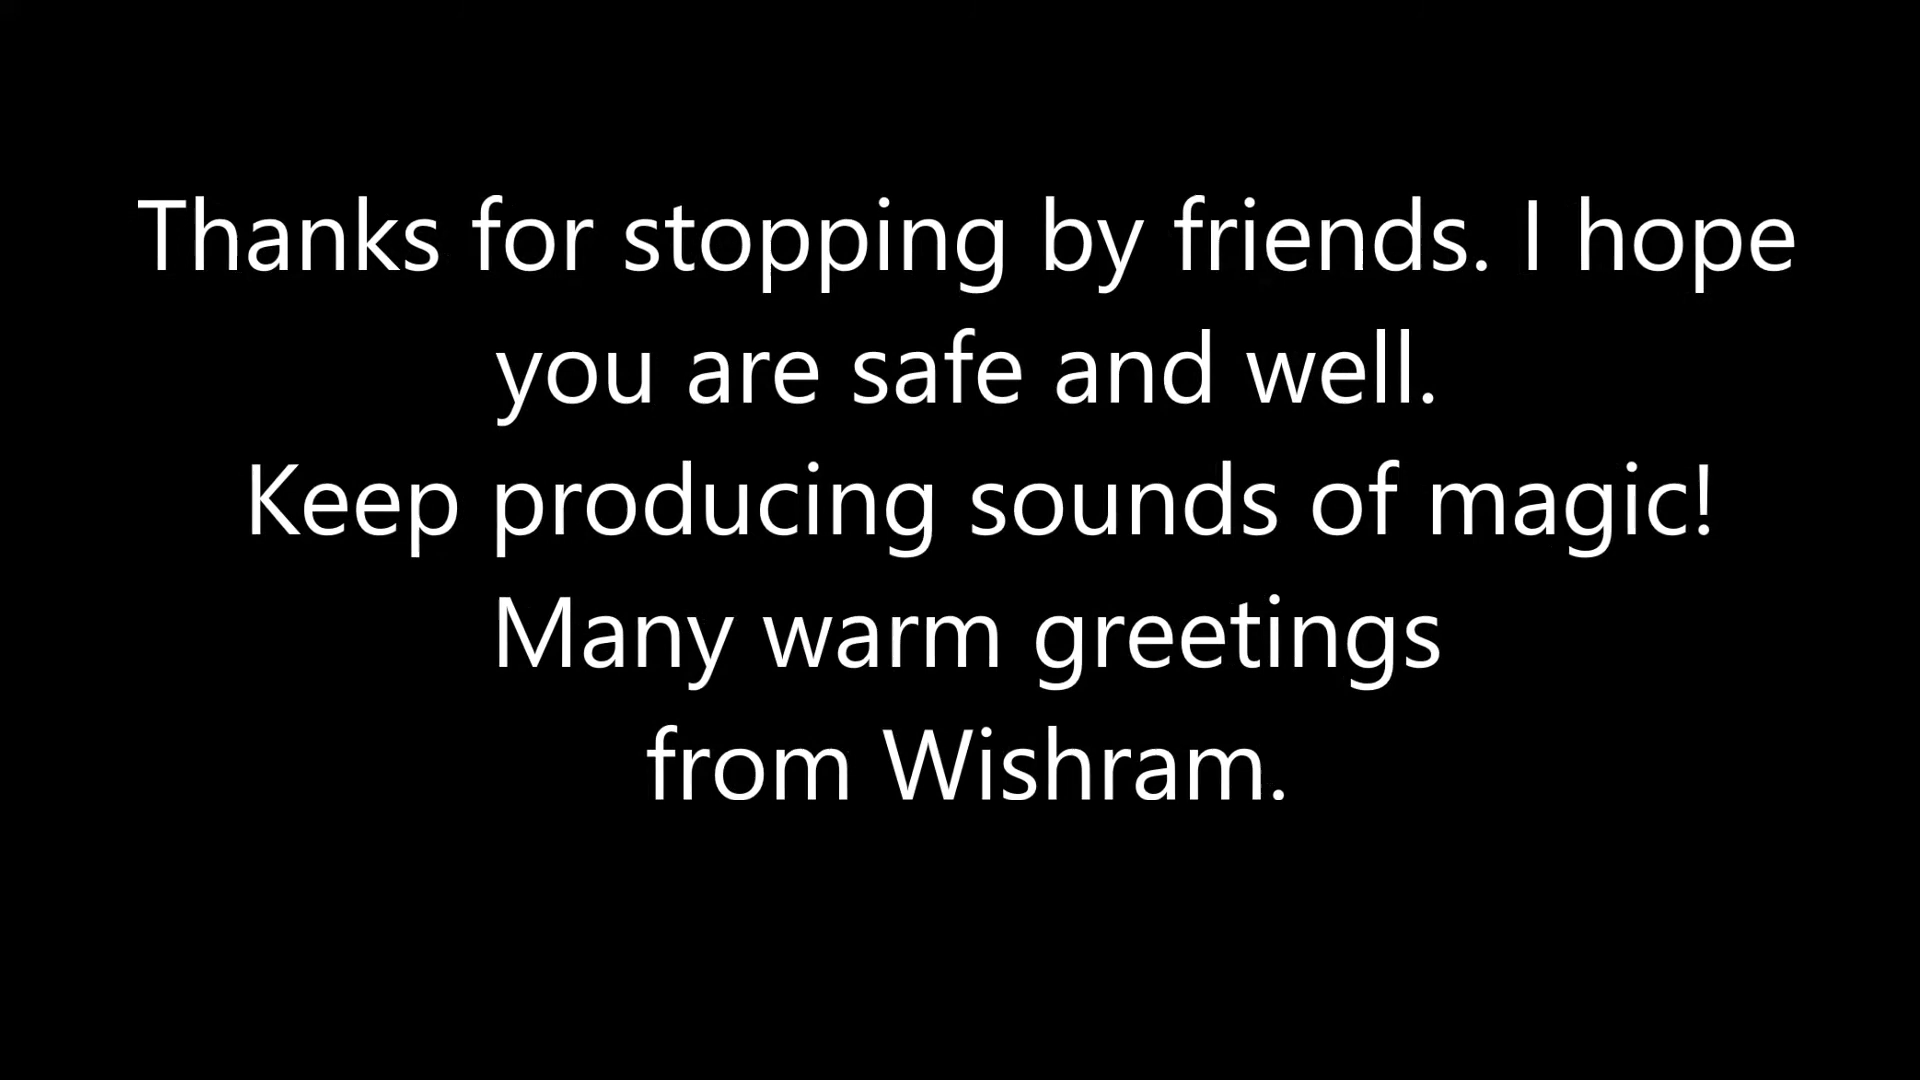 Thanks for stopping by friends. I hope
you are safe and well.
Keep producing sounds of magic!
Many warm greetings
from Wishram.